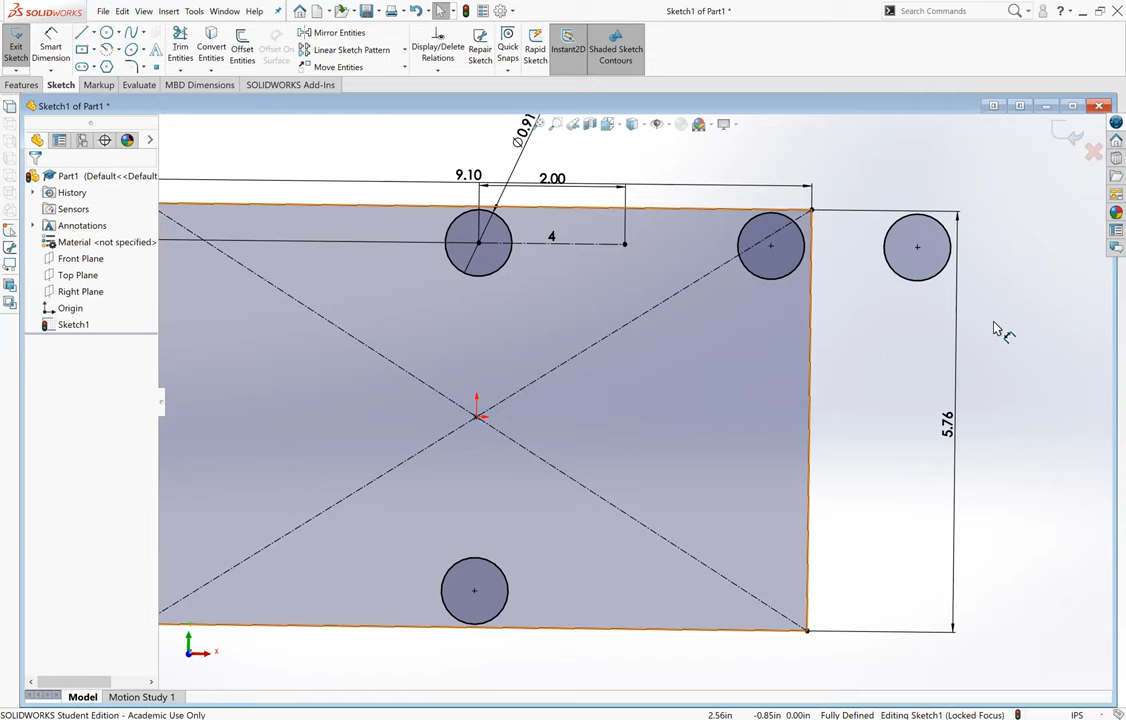 SOLIDWORKS
File Edit View Insert Tools Window Help
Sketch1 of Part1 *
Search Commands
Exit Sketch
Smart Dimension
Trim Entities
Convert Entities
Offset Entities
Offset On Surface
Mirror Entities
Linear Sketch Pattern
Move Entities
Display/Delete Relations
Repair Sketch
Quick Snaps
Rapid Sketch
Instant2D
Shaded Sketch Contours
Features Sketch Markup Evaluate MBD Dimensions SOLIDWORKS Add-Ins
Sketch1 of Part1 *
Part1 (Default<<Default
History
Sensors
Annotations
Material <not specified>
Front Plane
Top Plane
Right Plane
Origin
Sketch1
Ø0.91
9.10
2.00
4
5.76
x
Model Motion Study 1
SOLIDWORKS Student Edition - Academic Use Only
2.56in -0.85in 0.00in Fully Defined Editing Sketch1 (Locked Focus) IPS